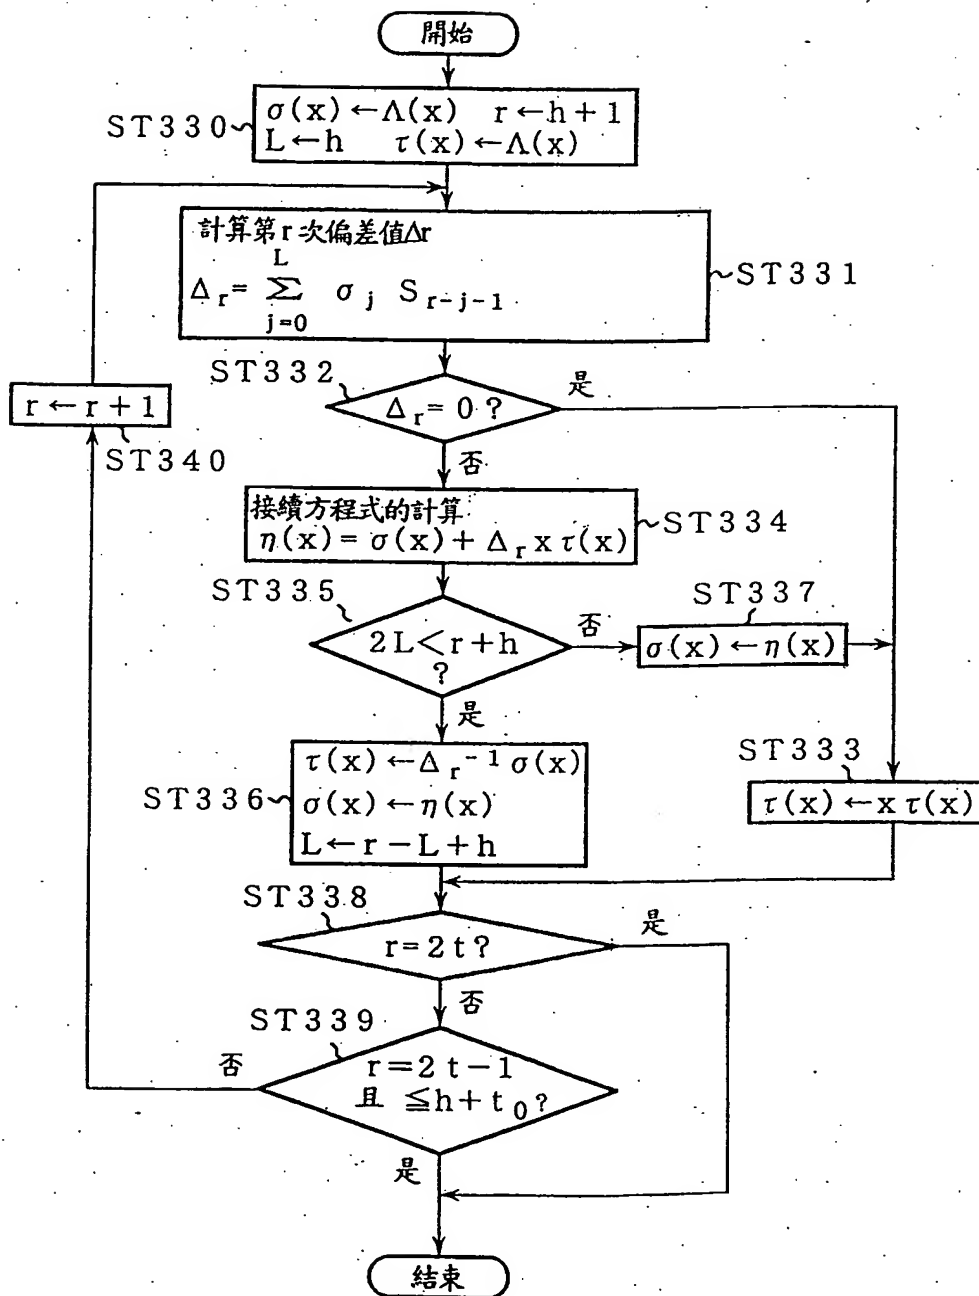 開始
ST330
σ(x)←Λ(x) r←h+1
L←h τ(x)←Λ(x)
計算第r次偏差值Δr
L
Δr= ∑ σj Sr-j-1
j=0
ST331
ST332
Δr=0?
是
否
r←r+1
ST340
接續方程式的計算
η(x)= σ(x)+ Δr x τ(x)
ST334
ST335
2L<r+h
?
否
是
ST337
σ(x)←η(x)
ST336
τ(x)←Δr-1 σ(x)
σ(x)←η(x)
L←r-L+h
ST333
τ(x)←x τ(x)
ST338
r=2t?
是
否
ST339
r=2t-1
且 ≦h+t0?
否
是
結束